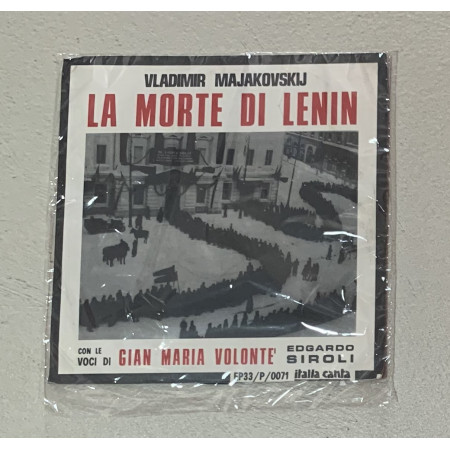 VLADIMIR MAJAKOVSKIJ
LA MORTE DI LENIN
CON LE
VOCI DI GIAN MARIA VOLONTE' EDGARDO
SIROLI
EP33/P/0071 italia canta